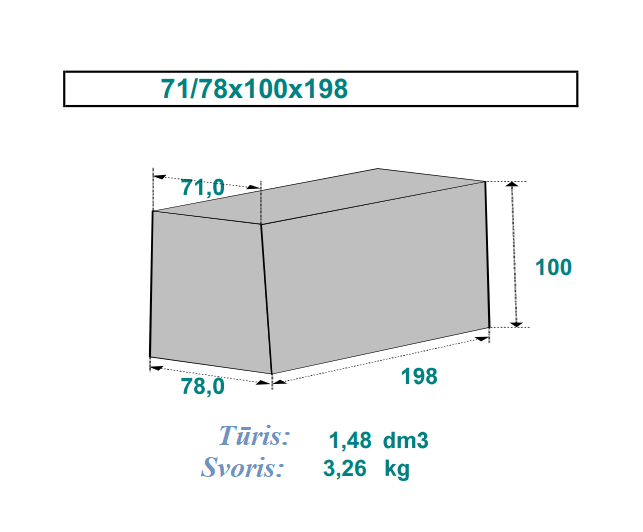 71/78x100x198
71,0
100
198
78,0
Tūris: 1,48 dm3
Svoris: 3,26 kg